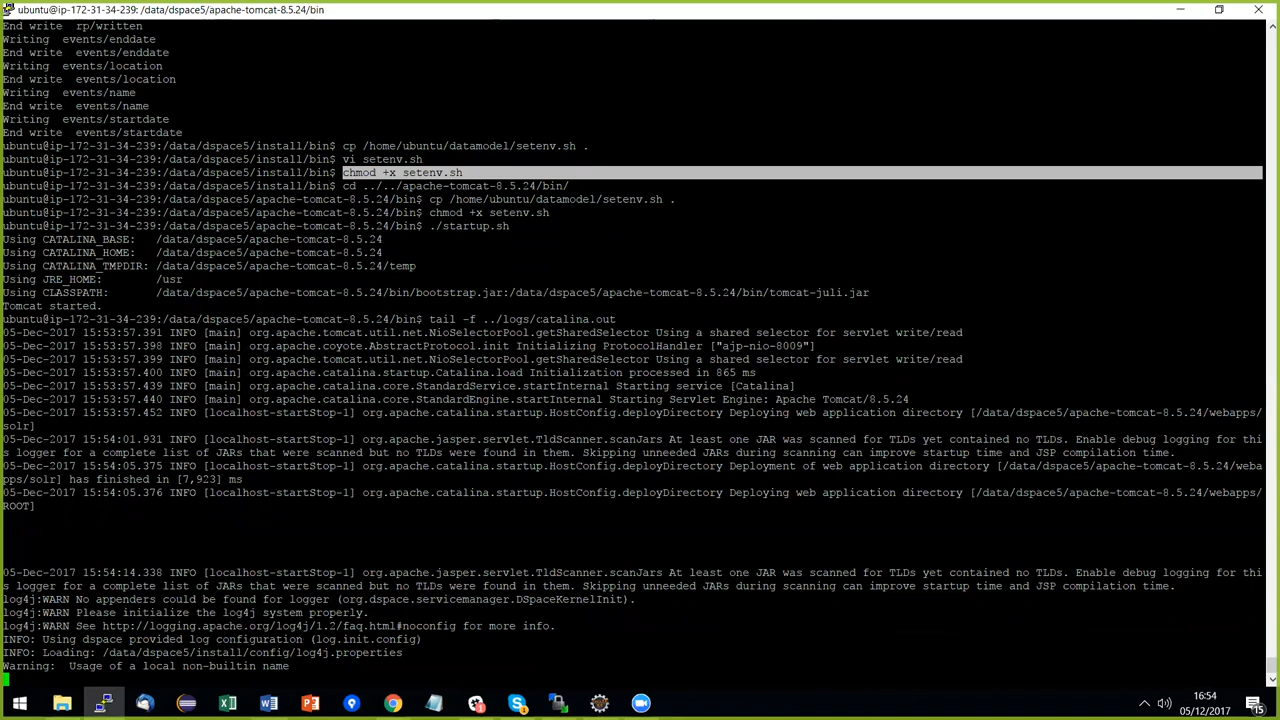 ubuntu@ip-172-31-34-239: /data/dspace5/apache-tomcat-8.5.24/bin
End write  rp/written
Writing  events/enddate
End write  events/enddate
Writing  events/location
End write  events/location
Writing  events/name
End write  events/name
Writing  events/startdate
End write  events/startdate
ubuntu@ip-172-31-34-239:/data/dspace5/install/bin$ cp /home/ubuntu/datamodel/setenv.sh .
ubuntu@ip-172-31-34-239:/data/dspace5/install/bin$ vi setenv.sh
ubuntu@ip-172-31-34-239:/data/dspace5/install/bin$ chmod +x setenv.sh
ubuntu@ip-172-31-34-239:/data/dspace5/install/bin$ cd ../../apache-tomcat-8.5.24/bin/
ubuntu@ip-172-31-34-239:/data/dspace5/apache-tomcat-8.5.24/bin$ cp /home/ubuntu/datamodel/setenv.sh .
ubuntu@ip-172-31-34-239:/data/dspace5/apache-tomcat-8.5.24/bin$ chmod +x setenv.sh
ubuntu@ip-172-31-34-239:/data/dspace5/apache-tomcat-8.5.24/bin$ ./startup.sh
Using CATALINA_BASE:   /data/dspace5/apache-tomcat-8.5.24
Using CATALINA_HOME:   /data/dspace5/apache-tomcat-8.5.24
Using CATALINA_TMPDIR: /data/dspace5/apache-tomcat-8.5.24/temp
Using JRE_HOME:        /usr
Using CLASSPATH:       /data/dspace5/apache-tomcat-8.5.24/bin/bootstrap.jar:/data/dspace5/apache-tomcat-8.5.24/bin/tomcat-juli.jar
Tomcat started.
ubuntu@ip-172-31-34-239:/data/dspace5/apache-tomcat-8.5.24/bin$ tail -f ../logs/catalina.out
05-Dec-2017 15:53:57.391 INFO [main] org.apache.tomcat.util.net.NioSelectorPool.getSharedSelector Using a shared selector for servlet write/read
05-Dec-2017 15:53:57.398 INFO [main] org.apache.coyote.AbstractProtocol.init Initializing ProtocolHandler ["ajp-nio-8009"]
05-Dec-2017 15:53:57.399 INFO [main] org.apache.tomcat.util.net.NioSelectorPool.getSharedSelector Using a shared selector for servlet write/read
05-Dec-2017 15:53:57.400 INFO [main] org.apache.catalina.startup.Catalina.load Initialization processed in 865 ms
05-Dec-2017 15:53:57.439 INFO [main] org.apache.catalina.core.StandardService.startInternal Starting service [Catalina]
05-Dec-2017 15:53:57.440 INFO [main] org.apache.catalina.core.StandardEngine.startInternal Starting Servlet Engine: Apache Tomcat/8.5.24
05-Dec-2017 15:53:57.452 INFO [localhost-startStop-1] org.apache.catalina.startup.HostConfig.deployDirectory Deploying web application directory [/data/dspace5/apache-tomcat-8.5.24/webapps/
solr]
05-Dec-2017 15:54:01.931 INFO [localhost-startStop-1] org.apache.jasper.servlet.TldScanner.scanJars At least one JAR was scanned for TLDs yet contained no TLDs. Enable debug logging for thi
s logger for a complete list of JARs that were scanned but no TLDs were found in them. Skipping unneeded JARs during scanning can improve startup time and JSP compilation time.
05-Dec-2017 15:54:05.375 INFO [localhost-startStop-1] org.apache.catalina.startup.HostConfig.deployDirectory Deployment of web application directory [/data/dspace5/apache-tomcat-8.5.24/weba
pps/solr] has finished in [7,923] ms
05-Dec-2017 15:54:05.376 INFO [localhost-startStop-1] org.apache.catalina.startup.HostConfig.deployDirectory Deploying web application directory [/data/dspace5/apache-tomcat-8.5.24/webapps/
ROOT]
05-Dec-2017 15:54:14.338 INFO [localhost-startStop-1] org.apache.jasper.servlet.TldScanner.scanJars At least one JAR was scanned for TLDs yet contained no TLDs. Enable debug logging for thi
s logger for a complete list of JARs that were scanned but no TLDs were found in them. Skipping unneeded JARs during scanning can improve startup time and JSP compilation time.
log4j:WARN No appenders could be found for logger (org.dspace.servicemanager.DSpaceKernelInit).
log4j:WARN Please initialize the log4j system properly.
log4j:WARN See http://logging.apache.org/log4j/1.2/faq.html#noconfig for more info.
INFO: Using dspace provided log configuration (log.init.config)
INFO: Loading: /data/dspace5/install/config/log4j.properties
Warning:  Usage of a local non-builtin name
16:54
05/12/2017
15